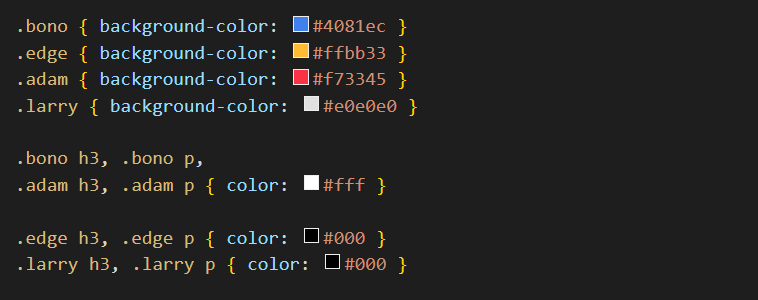 .bono { background-color: #4081ec }
.edge { background-color: #ffbb33 }
.adam { background-color: #f73345 }
.larry { background-color: #e0e0e0 }
.bono h3, .bono p,
.adam h3, .adam p { color: #fff }
.edge h3, .edge p { color: #000 }
.larry h3, .larry p { color: #000 }